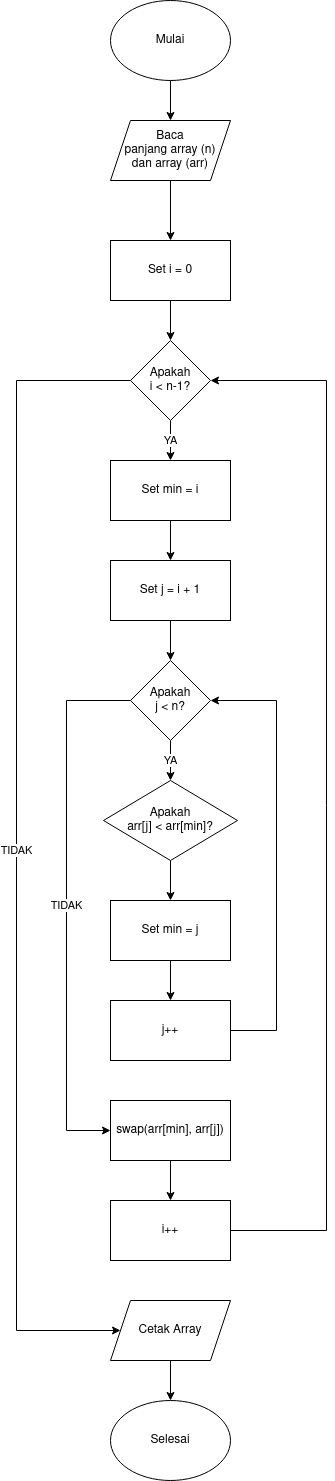 Mulai
Baca
panjang array (n)
dan array (arr)
Set i = 0
Apakah
i < n-1?
YA
Set min = i
Set j = i + 1
Apakah
j < n?
YA
Apakah
arr[j] < arr[min]?
TIDAK
TIDAK
Set min = j
j++
swap(arr[min], arr[j])
i++
Cetak Array
Selesai